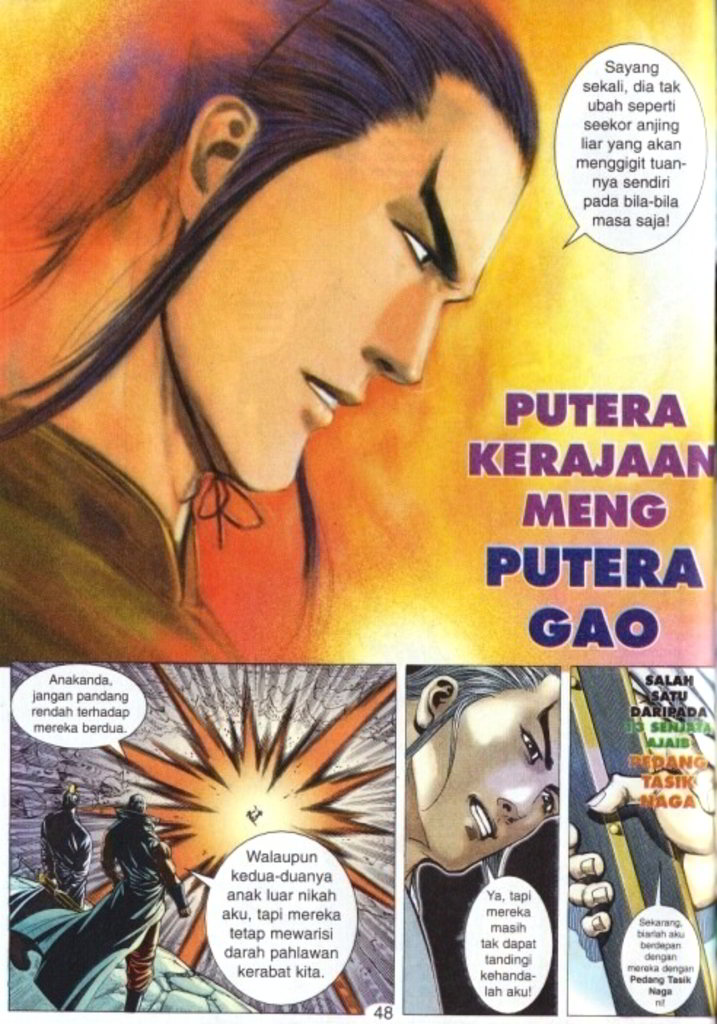 Sayang
sekali, dia tak
ubah seperti
seekor anjing
liar yang akan
menggigit tuan-
nya sendiri
pada bila-bila
masa saja!
PUTERA
KERAJAAN
MENG
PUTERA
GAO
Anakanda,
jangan pandang
rendah terhadap
mereka berdua.
Walaupun
kedua-duanya
anak luar nikah
aku, tapi mereka
tetap mewarisi
darah pahlawan
kerabat kita.
Ya, tapi
mereka
masih
tak dapat
tandingi
kehanda-
lah aku!
SALAH
SATU
DARIPADA
13 SENJATA
AJAIB
PEDANG
TASIK
NAGA
Sekarang,
biarlah aku
berdepan
dengan
mereka dengan
Pedang Tasik
Naga
ni!
48